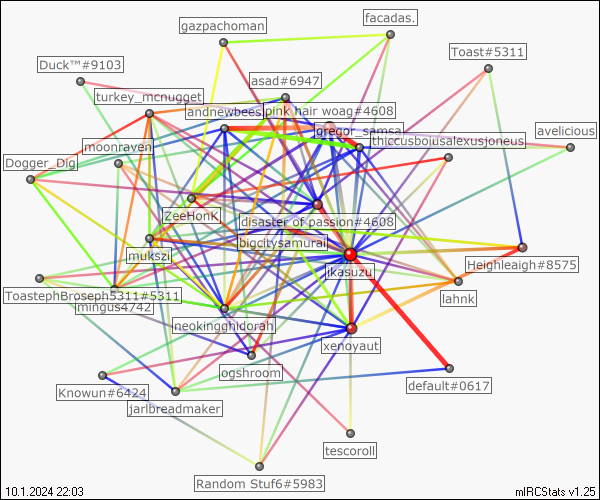 facadas.
gazpachoman
Toast#5311
Duck™#9103
asad#6947
turkey_mcnugget
andnewbees
pink hair woag#4608
gregor_samsa
avelicious
thiccusboiusalexusjoneus
moonraven
Dogger_Dig
ZeeHonK
disaster of passion#4608
bigcitysamurai
mukszi
Heighleaigh#8575
ikasuzu
ToastephBroseph5311#5311
lahnk
mingus4742
neokingghidorah
xenoyaut
ogshroom
default#0617
Knowun#6424
jarlbreadmaker
tescoroll
Random Stuf6#5983
10.1.2024 22:03
mIRCStats v1.25